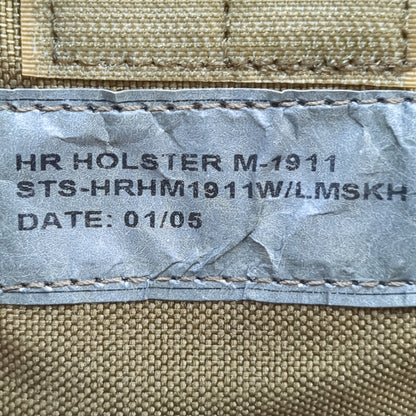 HR HOLSTER M-1911
STS-HRHM1911W/LMSKH
DATE: 01/05